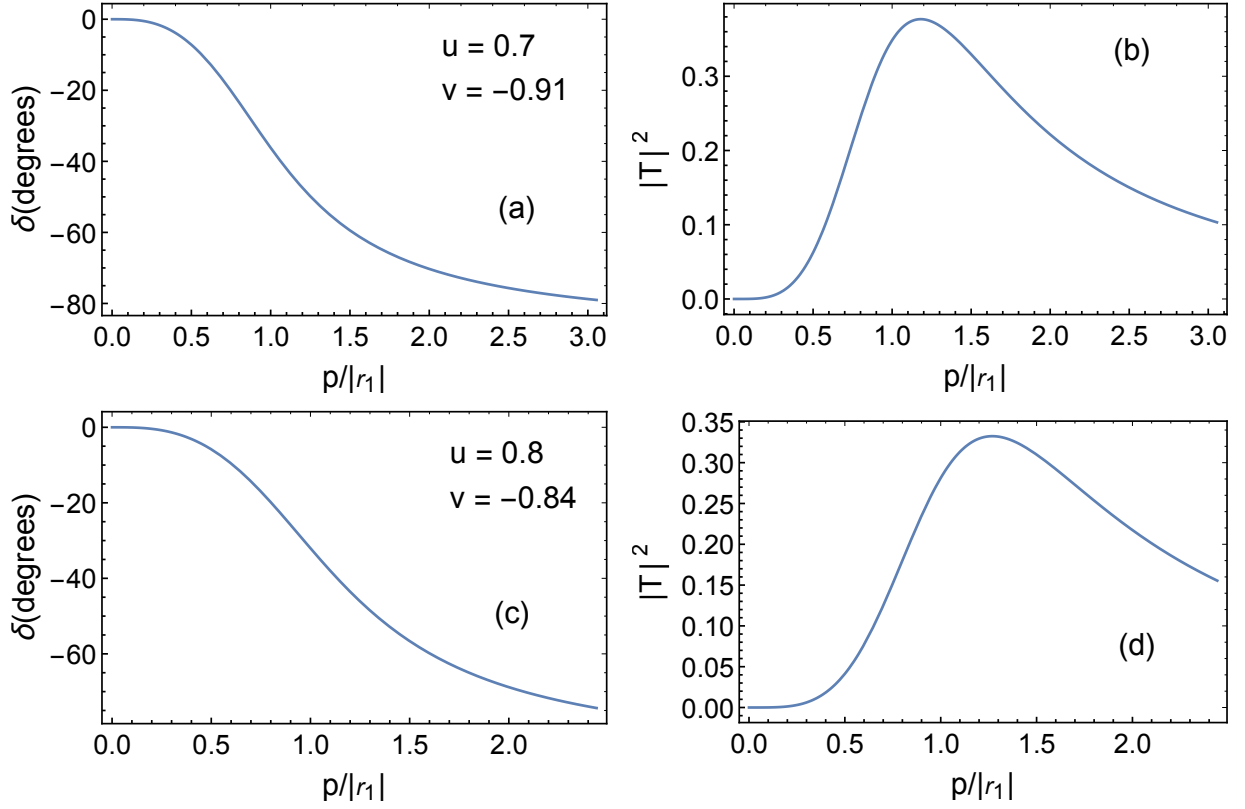 0
−20
−40
−60
−80
δ(degrees)
u = 0.7
v = −0.91
(a)
0.0 0.5 1.0 1.5 2.0 2.5 3.0
p/|r₁|
0.3
0.2
0.1
0.0
|T|²
(b)
0.0 0.5 1.0 1.5 2.0 2.5 3.0
p/|r₁|
0
−20
−40
−60
δ(degrees)
u = 0.8
v = −0.84
(c)
0.0 0.5 1.0 1.5 2.0
p/|r₁|
0.35
0.30
0.25
0.20
0.15
0.10
0.05
0.00
|T|²
(d)
0.0 0.5 1.0 1.5 2.0
p/|r₁|